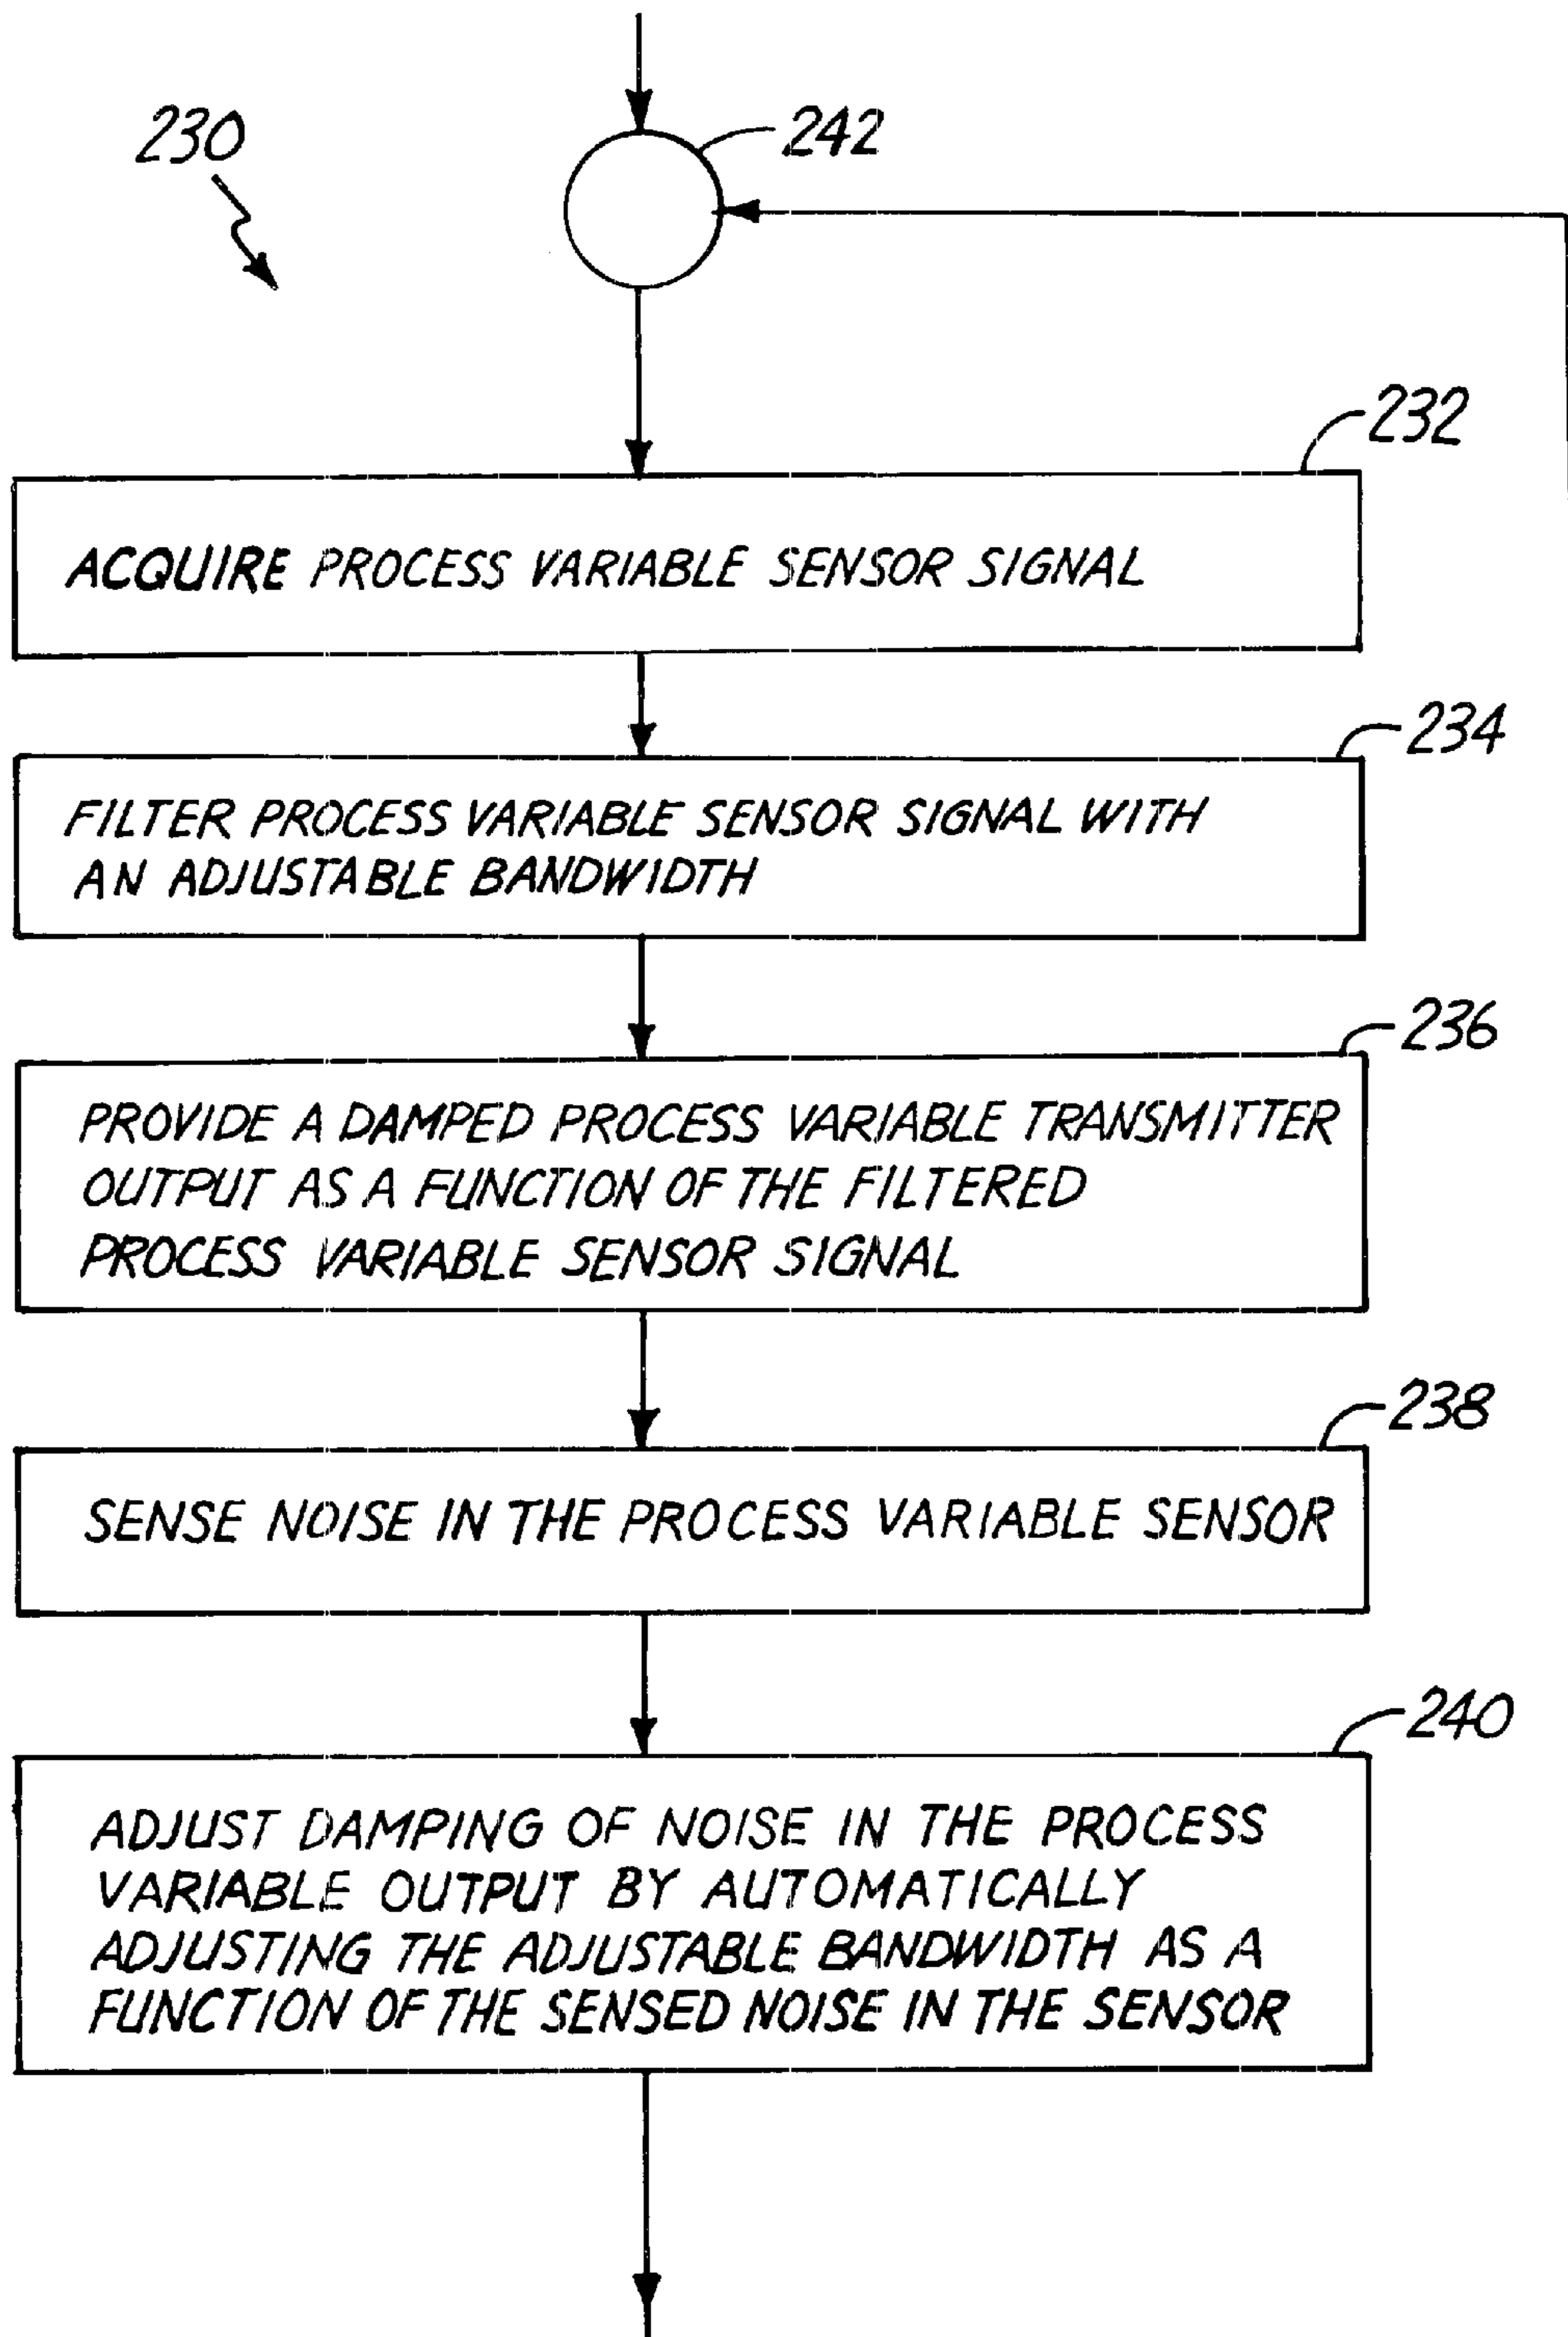 230
242
232
ACQUIRE PROCESS VARIABLE SENSOR SIGNAL
234
FILTER PROCESS VARIABLE SENSOR SIGNAL WITH
AN ADJUSTABLE BANDWIDTH
236
PROVIDE A DAMPED PROCESS VARIABLE TRANSMITTER
OUTPUT AS A FUNCTION OF THE FILTERED
PROCESS VARIABLE SENSOR SIGNAL
238
SENSE NOISE IN THE PROCESS VARIABLE SENSOR
240
ADJUST DAMPING OF NOISE IN THE PROCESS
VARIABLE OUTPUT BY AUTOMATICALLY
ADJUSTING THE ADJUSTABLE BANDWIDTH AS A
FUNCTION OF THE SENSED NOISE IN THE SENSOR